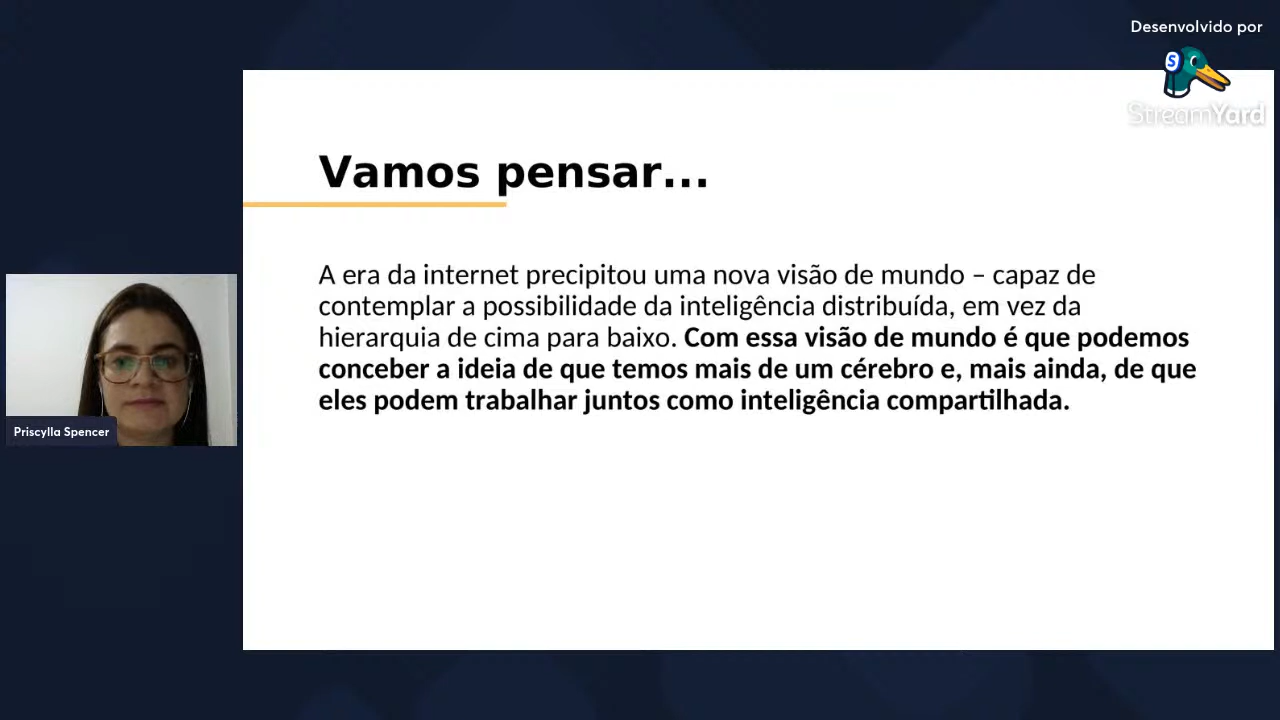 Desenvolvido por
S
StreamYard
Vamos pensar...
A era da internet precipitou uma nova visão de mundo – capaz de
contemplar a possibilidade da inteligência distribuída, em vez da
hierarquia de cima para baixo. Com essa visão de mundo é que podemos
conceber a ideia de que temos mais de um cérebro e, mais ainda, de que
eles podem trabalhar juntos como inteligência compartilhada.
Priscylla Spencer